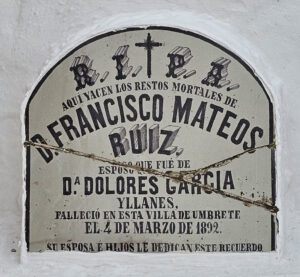 R. I. P. A.
AQUI YACEN LOS RESTOS MORTALES DE
D. FRANCISCO MATEOS
RUIZ.
ESPOSO QUE FUÉ DE
D.ª DOLORES GARCIA
YLLANES.
FALLECIÓ EN ESTA VILLA DE UMBRETE
EL 4 DE MARZO DE 1892.
SU ESPOSA É HIJOS LE DEDICAN ESTE RECUERDO